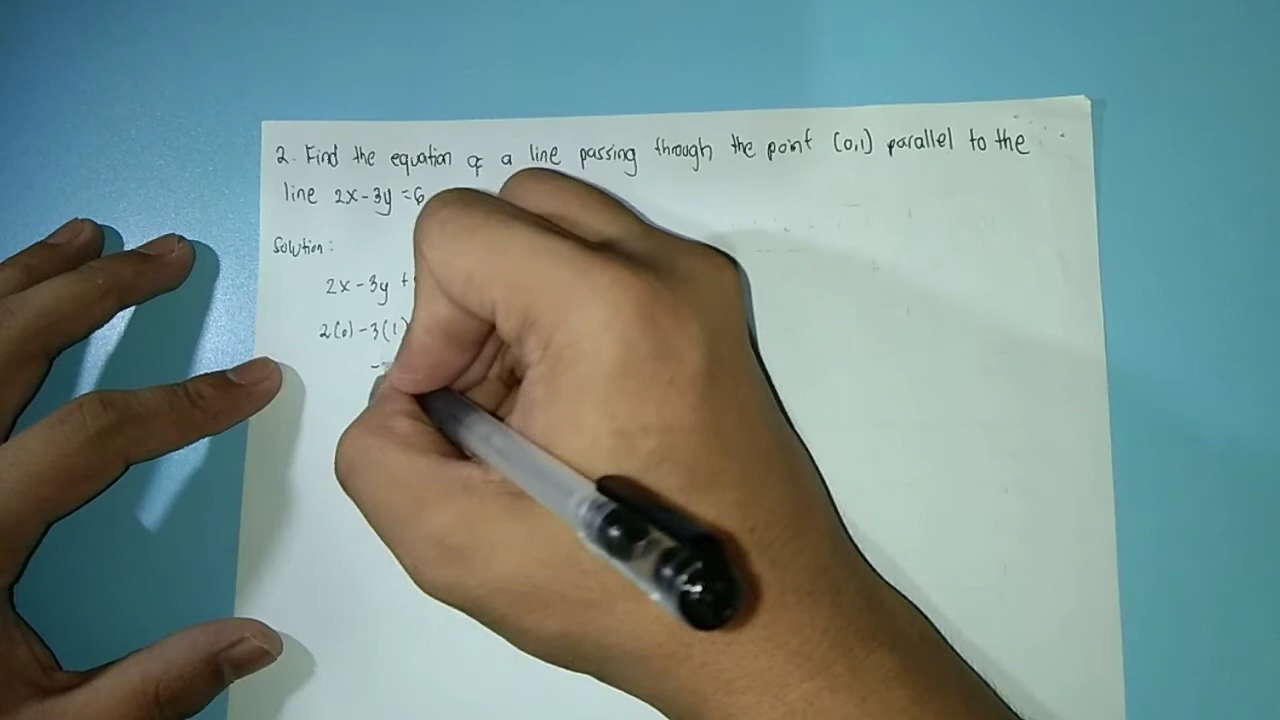 2. Find the equation of a line passing through the point (0,1) parallel to the
line 2x-3y=6
Solution:
2x-3y+
2(0)-3(1)
-